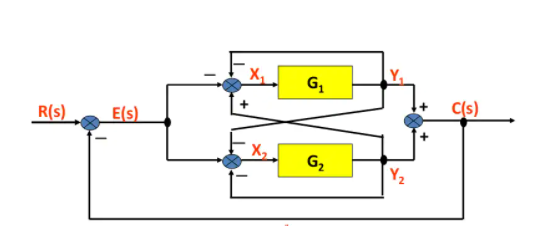 − − X₁ G₁ Y₁
R(s) E(s) + + C(s)
− − X₂ G₂ + Y₂
−